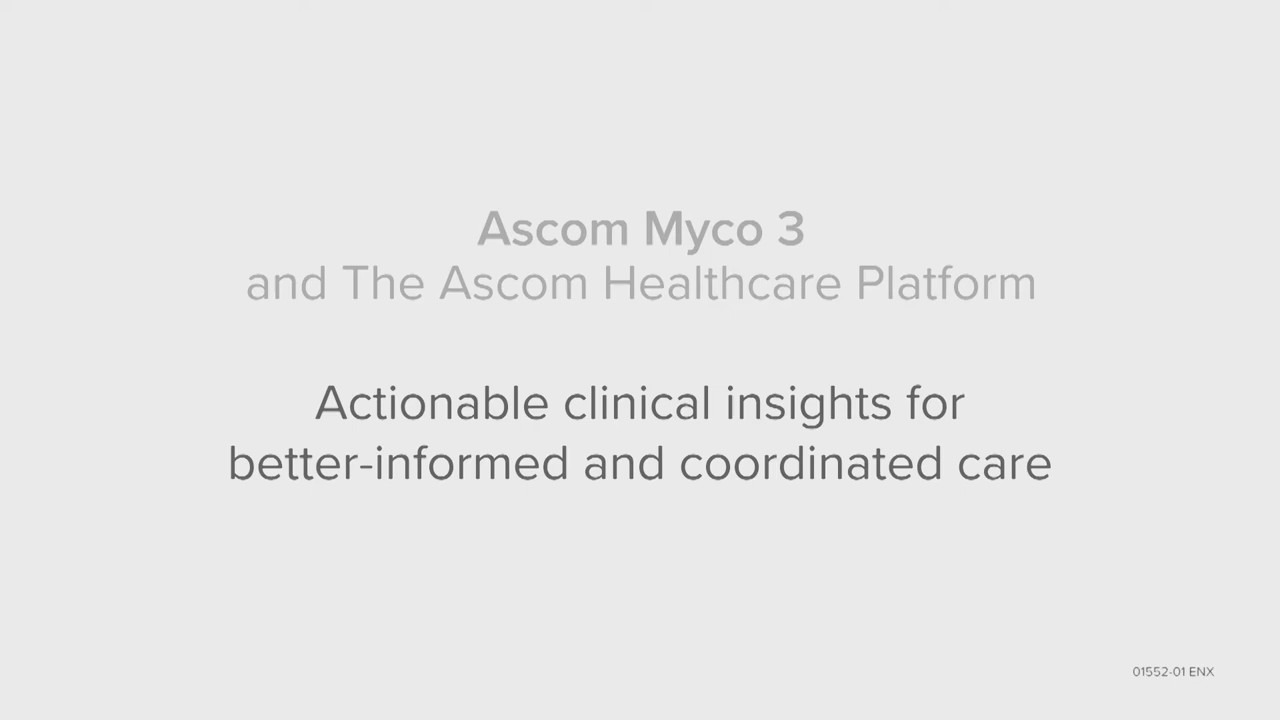 Ascom Myco 3
and The Ascom Healthcare Platform
Actionable clinical insights for
better-informed and coordinated care
01552-01 ENX